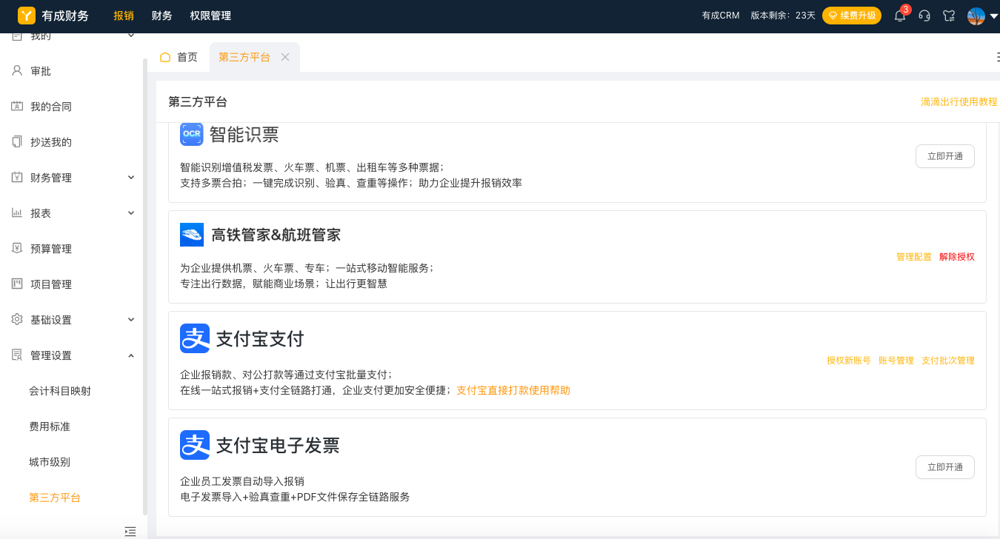 有成财务
报销
财务
权限管理
有成CRM
版本剩余：23天
续费升级
3
我的
审批
我的合同
抄送我的
财务管理
报表
预算管理
项目管理
基础设置
管理设置
会计科目映射
费用标准
城市级别
第三方平台
首页
第三方平台
第三方平台
滴滴出行使用教程
OCR
智能识票
智能识别增值税发票、火车票、机票、出租车等多种票据；
支持多票合拍；一键完成识别、验真、查重等操作；助力企业提升报销效率
立即开通
高铁管家&航班管家
为企业提供机票、火车票、专车；一站式移动智能服务；
专注出行数据，赋能商业场景；让出行更智慧
管理配置
解除授权
支
支付宝支付
企业报销款、对公打款等通过支付宝批量支付；
在线一站式报销+支付全链路打通，企业支付更加安全便捷；支付宝直接打款使用帮助
授权新账号
账号管理
支付批次管理
支
支付宝电子发票
企业员工发票自动导入报销
电子发票导入+验真查重+PDF文件保存全链路服务
立即开通